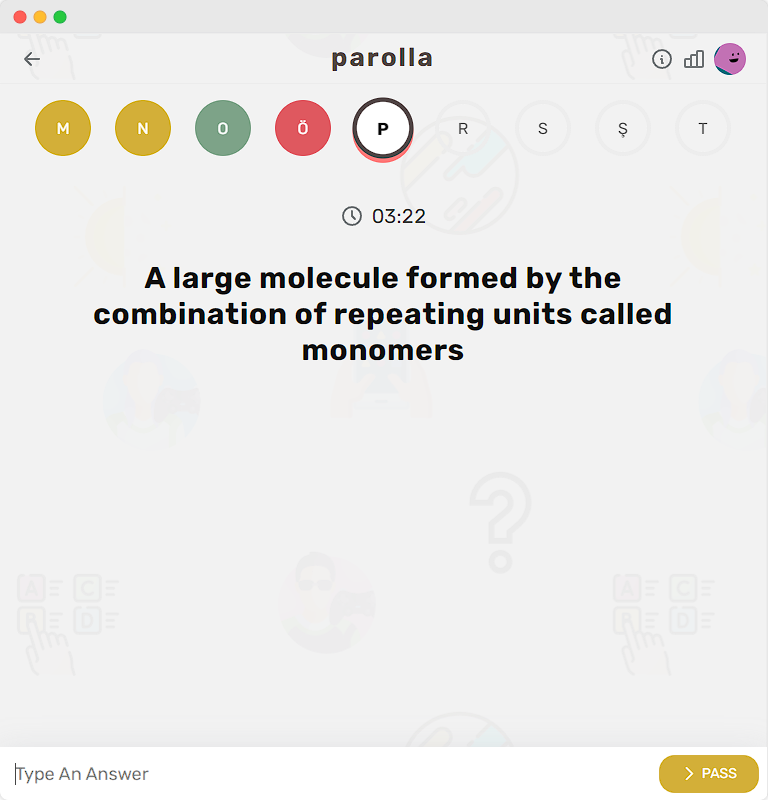 parolla
M N O Ö P R S Ş T
03:22
A large molecule formed by the
combination of repeating units called
monomers
A C
B D
A C
B D
Type An Answer
PASS